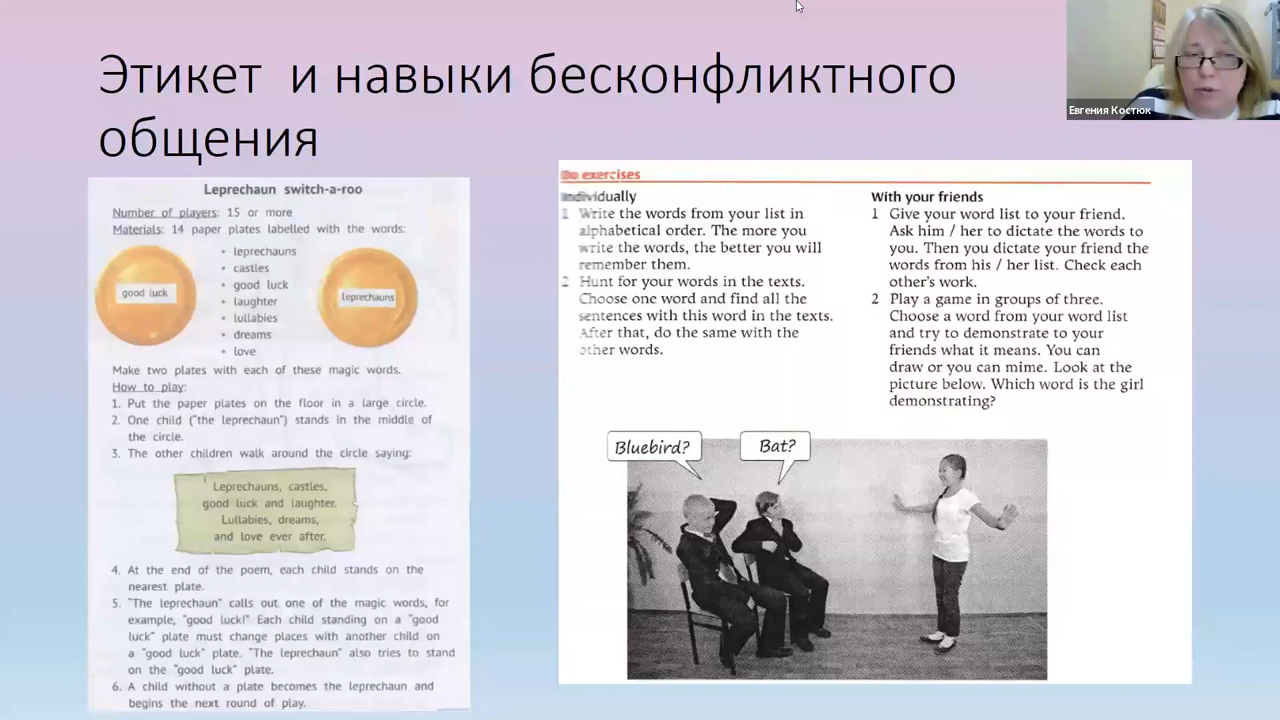 Этикет и навыки бесконфликтного
общения
Евгения Костюк
Leprechaun switch-a-roo
Number of players: 15 or more
Materials: 14 paper plates labelled with the words:
good luck
• leprechauns
• castles
• good luck
• laughter
• lullabies
• dreams
• love
leprechauns
Make two plates with each of these magic words.
How to play:
1. Put the paper plates on the floor in a large circle.
2. One child ("the leprechaun") stands in the middle of
the circle.
3. The other children walk around the circle saying:
Leprechauns, castles,
good luck and laughter.
Lullabies, dreams,
and love ever after.
4. At the end of the poem, each child stands on the
nearest plate.
5. "The leprechaun" calls out one of the magic words, for
example, "good luck!" Each child standing on a "good
luck" plate must change places with another child on
a "good luck" plate. "The leprechaun" also tries to stand
on the "good luck" plate.
6. A child without a plate becomes the leprechaun and
begins the next round of play.
Do exercises
Individually
1 Write the words from your list in
alphabetical order. The more you
write the words, the better you will
remember them.
2 Hunt for your words in the texts.
Choose one word and find all the
sentences with this word in the texts.
After that, do the same with the
other words.
With your friends
1 Give your word list to your friend.
Ask him / her to dictate the words to
you. Then you dictate your friend the
words from his / her list. Check each
other's work.
2 Play a game in groups of three.
Choose a word from your word list
and try to demonstrate to your
friends what it means. You can
draw or you can mime. Look at the
picture below. Which word is the girl
demonstrating?
Bluebird?
Bat?